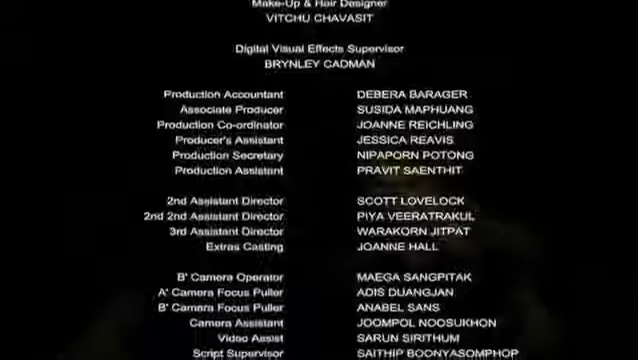 Make-Up & Hair Designer
VITCHU CHAVASIT
Digital Visual Effects Supervisor
BRYNLEY CADMAN
Production Accountant DEBERA BARAGER
Associate Producer SUSIDA MAPHUANG
Production Co-ordinator JOANNE REICHLING
Producer's Assistant JESSICA REAVIS
Production Secretary NIPAPORN POTONG
Production Assistant PRAVIT SAENTHIT
2nd Assistant Director SCOTT LOVELOCK
2nd 2nd Assistant Director PIYA VEERATRAKUL
3rd Assistant Director WARAKORN JITPAT
Extras Casting JOANNE HALL
B' Camera Operator MAEGA SANGPITAK
A' Camera Focus Puller ADIS DUANGJAN
B' Camera Focus Puller ANABEL SANS
Camera Assistant JOOMPOL NOOSUKHON
Video Assist SARUN SIRITHUM
Script Supervisor SAITHIP BOONYASOMPHOP